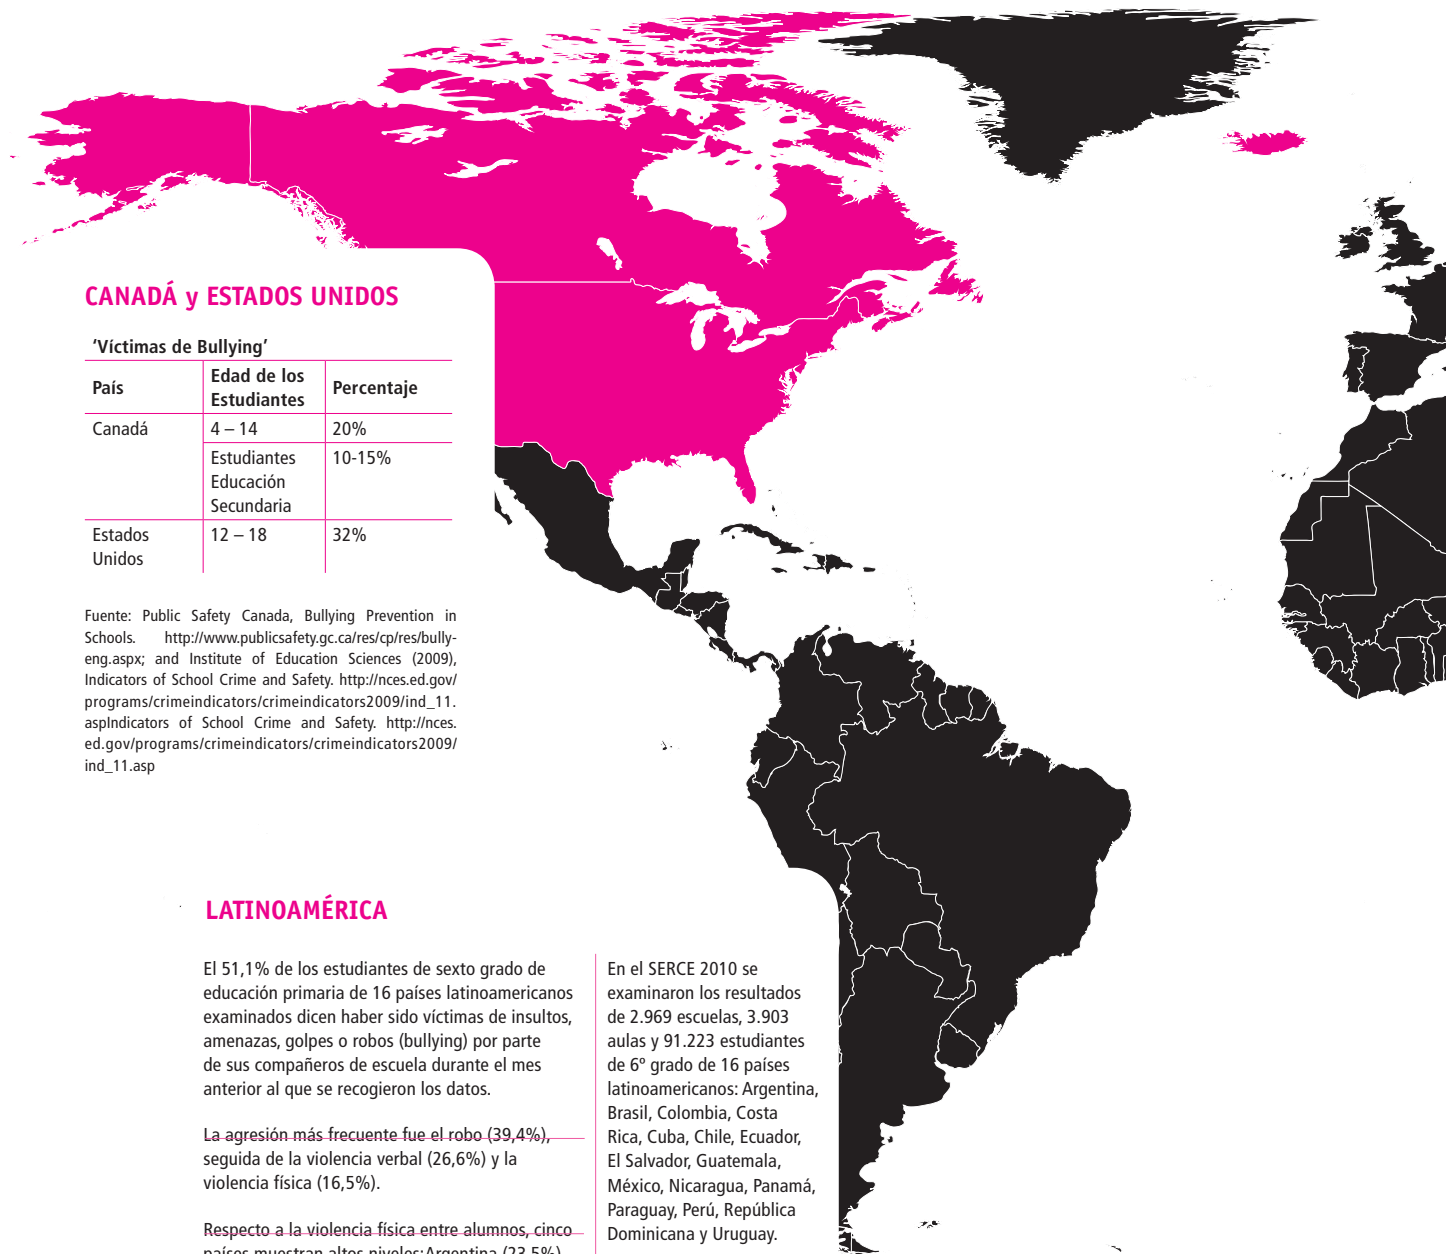 CANADÁ y ESTADOS UNIDOS
‘Víctimas de Bullying’
País
Edad de los
Estudiantes
Percentaje
Canadá
4 – 14
20%
Estudiantes
Educación
Secundaria
10-15%
Estados
Unidos
12 – 18
32%
Fuente: Public Safety Canada, Bullying Prevention in
Schools. http://www.publicsafety.gc.ca/res/cp/res/bully-
eng.aspx; and Institute of Education Sciences (2009),
Indicators of School Crime and Safety. http://nces.ed.gov/
programs/crimeindicators/crimeindicators2009/ind_11.
aspIndicators of School Crime and Safety. http://nces.
ed.gov/programs/crimeindicators/crimeindicators2009/
ind_11.asp
LATINOAMÉRICA
El 51,1% de los estudiantes de sexto grado de
educación primaria de 16 países latinoamericanos
examinados dicen haber sido víctimas de insultos,
amenazas, golpes o robos (bullying) por parte
de sus compañeros de escuela durante el mes
anterior al que se recogieron los datos.
La agresión más frecuente fue el robo (39,4%),
seguida de la violencia verbal (26,6%) y la
violencia física (16,5%).
Respecto a la violencia física entre alumnos, cinco
países muestran altos niveles:Argentina (23,5%),
En el SERCE 2010 se
examinaron los resultados
de 2.969 escuelas, 3.903
aulas y 91.223 estudiantes
de 6º grado de 16 países
latinoamericanos: Argentina,
Brasil, Colombia, Costa
Rica, Cuba, Chile, Ecuador,
El Salvador, Guatemala,
México, Nicaragua, Panamá,
Paraguay, Perú, República
Dominicana y Uruguay.